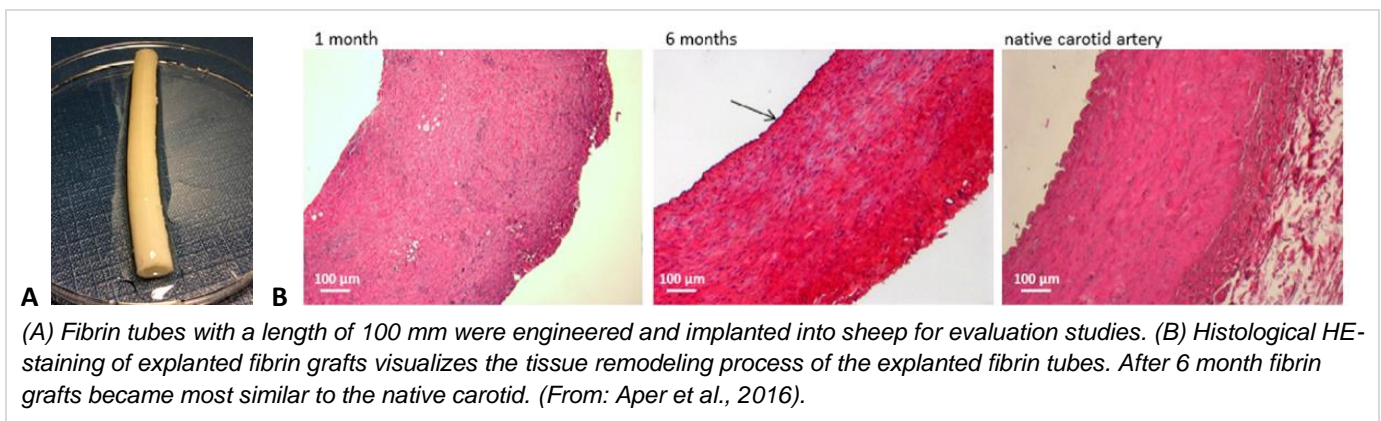 1 month
6 months
native carotid artery
100 µm
100 µm
100 µm
A
B
(A) Fibrin tubes with a length of 100 mm were engineered and implanted into sheep for evaluation studies. (B) Histological HE-
staining of explanted fibrin grafts visualizes the tissue remodeling process of the explanted fibrin tubes. After 6 month fibrin
grafts became most similar to the native carotid. (From: Aper et al., 2016).